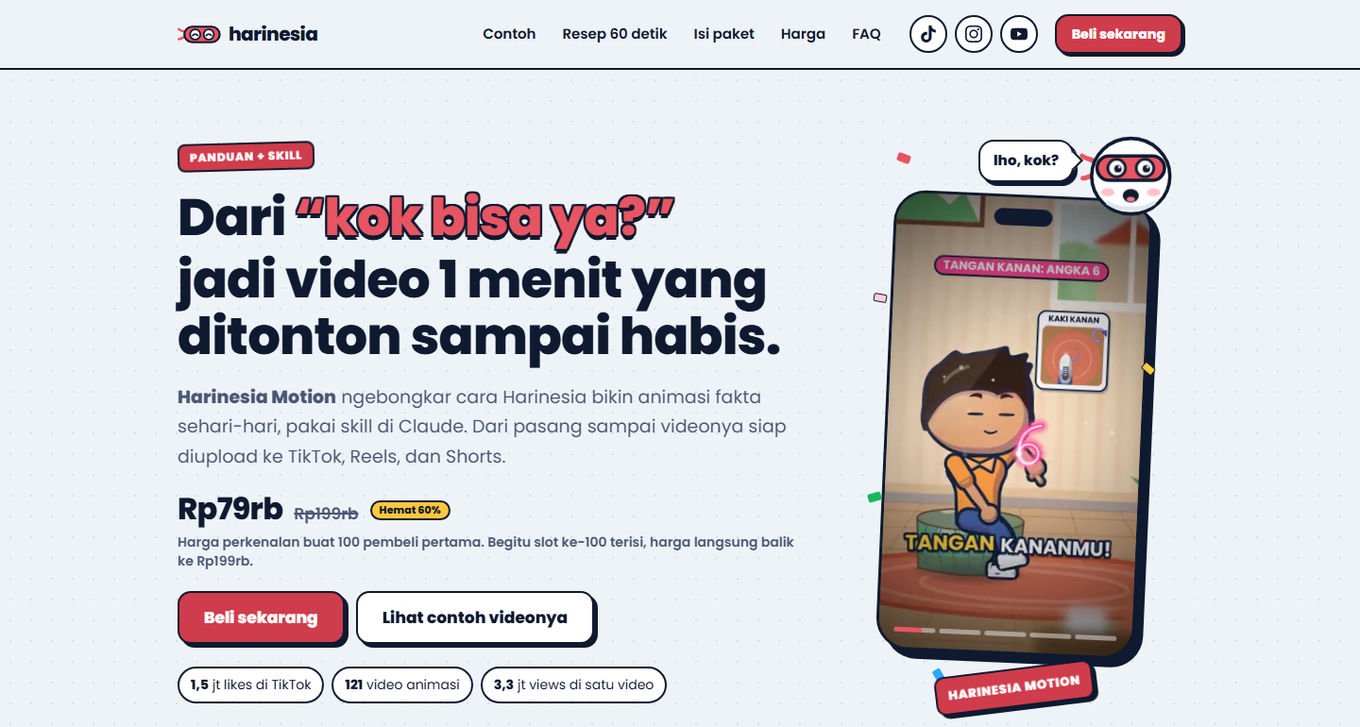 harinesia
Contoh
Resep 60 detik
Isi paket
Harga
FAQ
Beli sekarang
PANDUAN + SKILL
Dari “kok bisa ya?”
jadi video 1 menit yang
ditonton sampai habis.
Harinesia Motion ngebongkar cara Harinesia bikin animasi fakta
sehari-hari, pakai skill di Claude. Dari pasang sampai videonya siap
diupload ke TikTok, Reels, dan Shorts.
Rp79rb Rp199rb Hemat 60%
Harga perkenalan buat 100 pembeli pertama. Begitu slot ke-100 terisi, harga langsung balik
ke Rp199rb.
Beli sekarang
Lihat contoh videonya
1,5 jt likes di TikTok
121 video animasi
3,3 jt views di satu video
lho, kok?
TANGAN KANAN: ANGKA 6
KAKI KANAN
6
TANGAN KANANMU!
HARINESIA MOTION